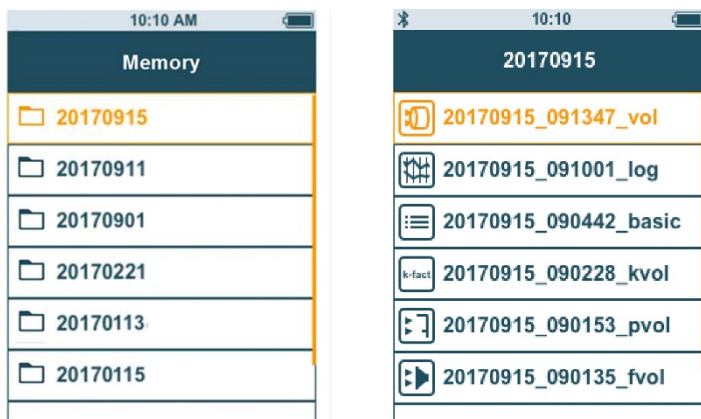 10:10 AM
Memory
20170915
20170911
20170901
20170221
20170113
20170115
10:10
20170915
20170915_091347_vol
20170915_091001_log
20170915_090442_basic
k-fact 20170915_090228_kvol
20170915_090153_pvol
20170915_090135_fvol